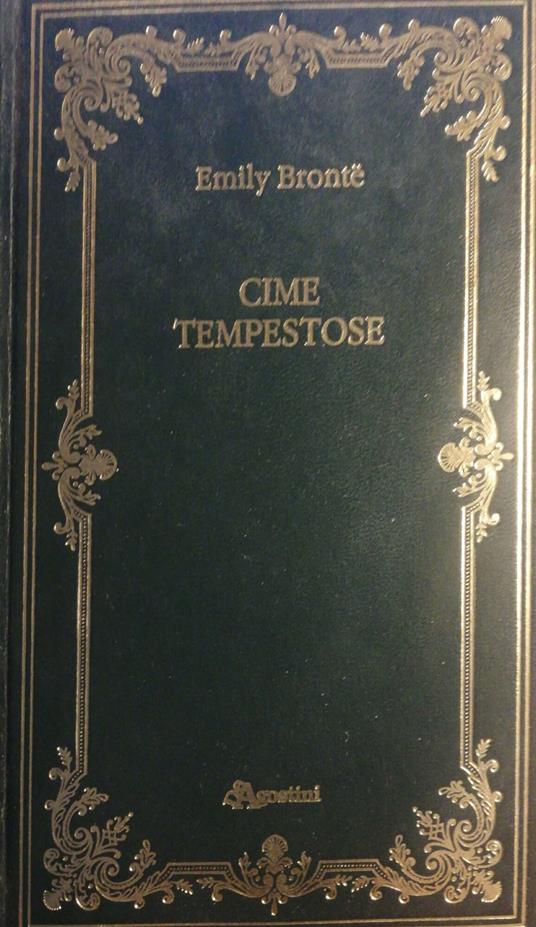 Emily Brontë
CIME
TEMPESTOSE
Agostini